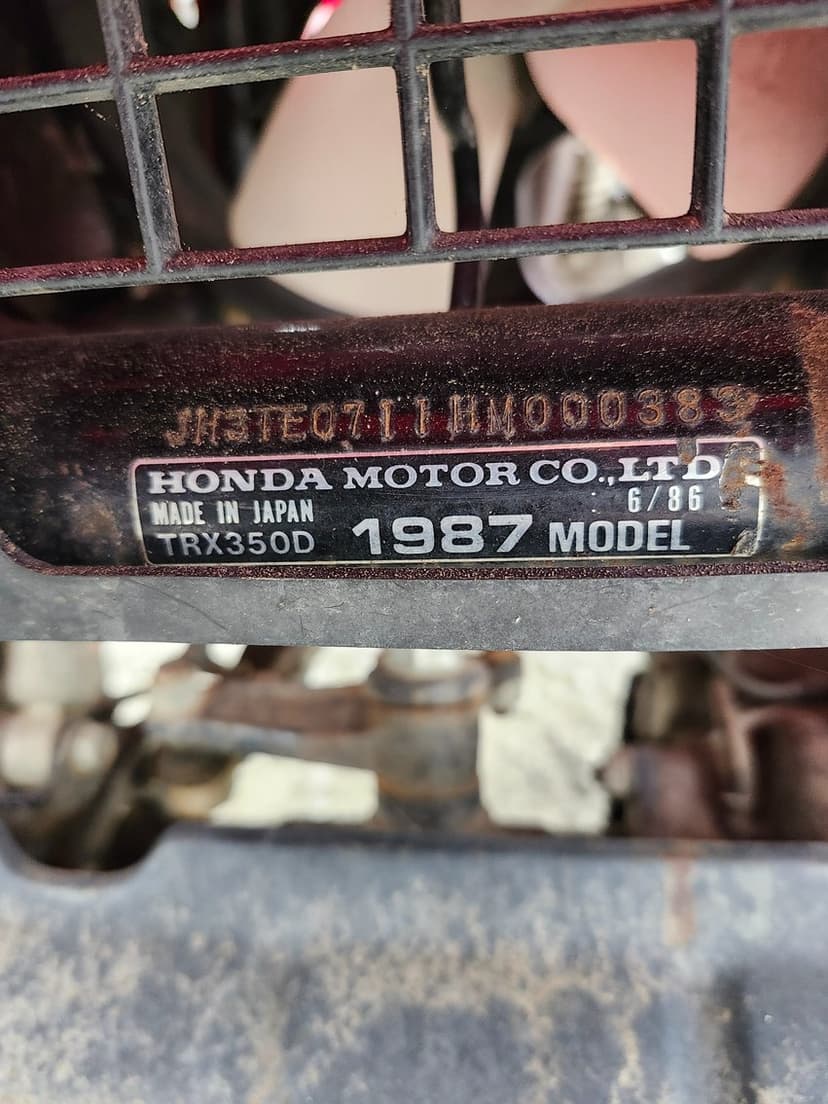 JH3TE0711HM000383
HONDA MOTOR CO.,LTD
MADE IN JAPAN 6/86
TRX350D 1987 MODEL